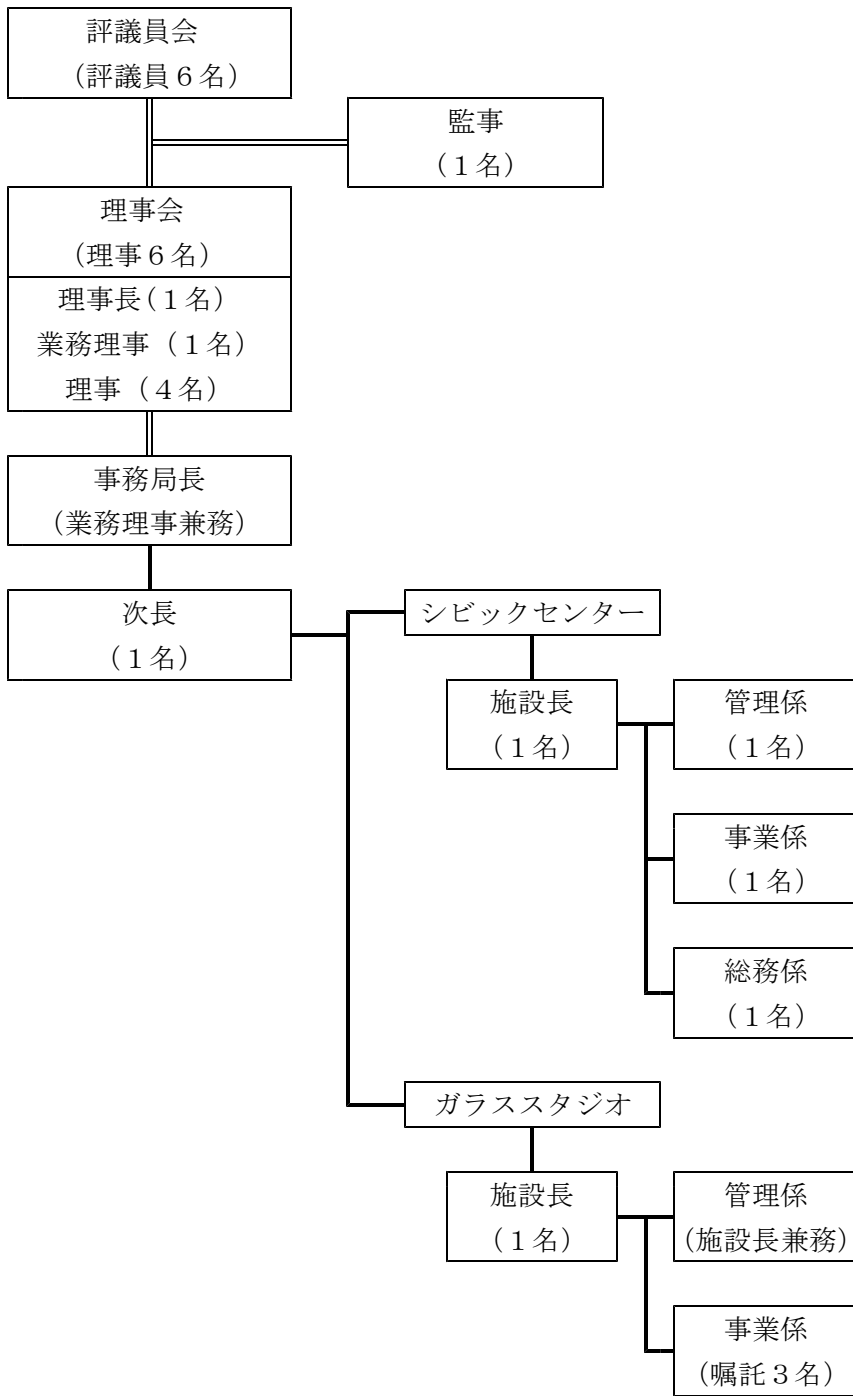 評議員会
(評議員６名)
監事
(１名)
理事会
(理事６名)
理事長(１名)
業務理事（１名)
理事（４名)
事務局長
(業務理事兼務)
次長
(１名)
シビックセンター
施設長
(１名)
管理係
(１名)
事業係
(１名)
総務係
(１名)
ガラススタジオ
施設長
(１名)
管理係
(施設長兼務)
事業係
(嘱託３名)